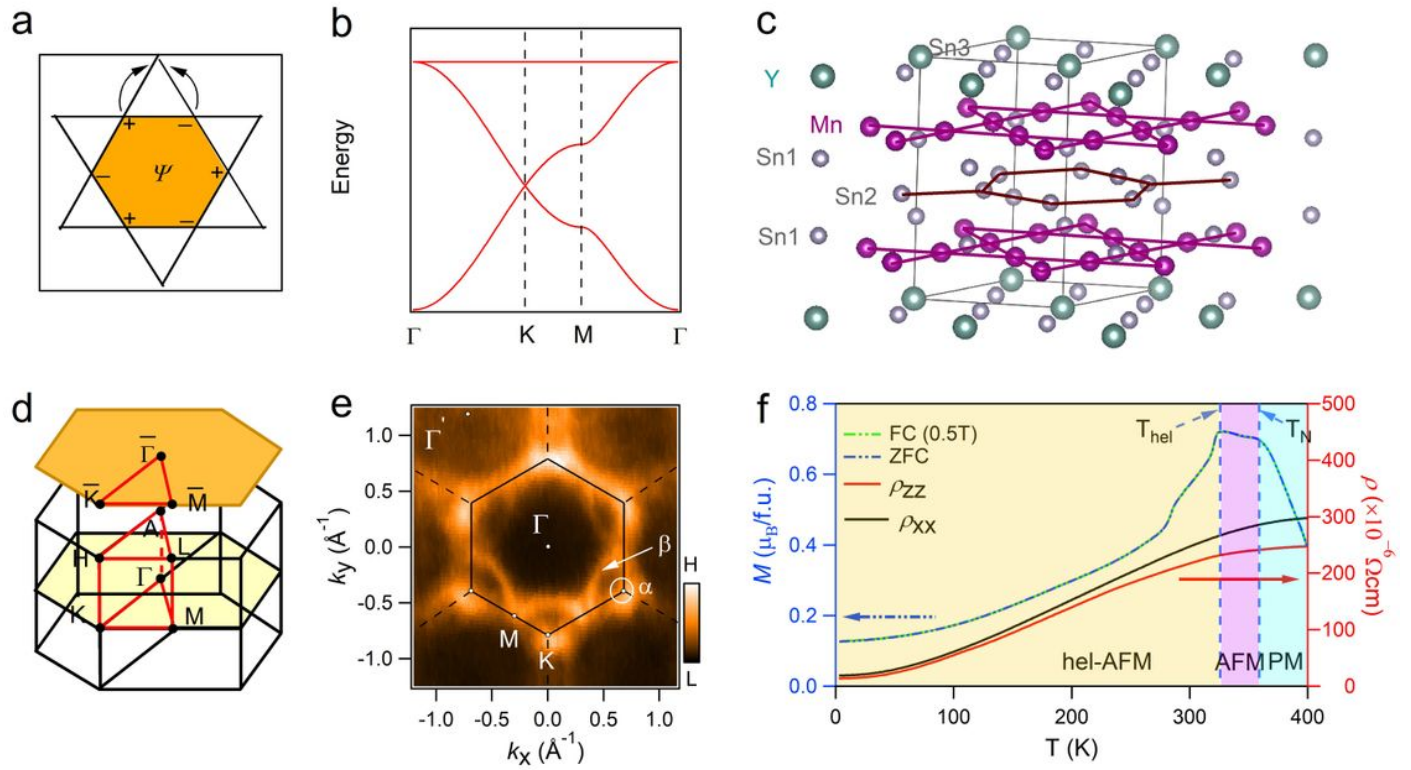 a
+ −
− Ψ +
+ −
b
Energy
Γ K M Γ
c
Sn3
Y
Mn
Sn1
Sn2
Sn1
d
Γ̅
K̅ M̅
A
H L
Γ
K M
e
Γ'
Γ
β
α
M
K
H
L
1.0
0.5
0.0
-0.5
-1.0
ky (Å⁻¹)
-1.0 -0.5 0.0 0.5 1.0
kx (Å⁻¹)
f
FC (0.5T)
ZFC
ρzz
ρxx
Thel
TN
hel-AFM AFM PM
0.8
0.6
0.4
0.2
0.0
M (μB/f.u.)
500
400
300
200
100
0
ρ (×10⁻⁶ Ωcm)
0 100 200 300 400
T (K)